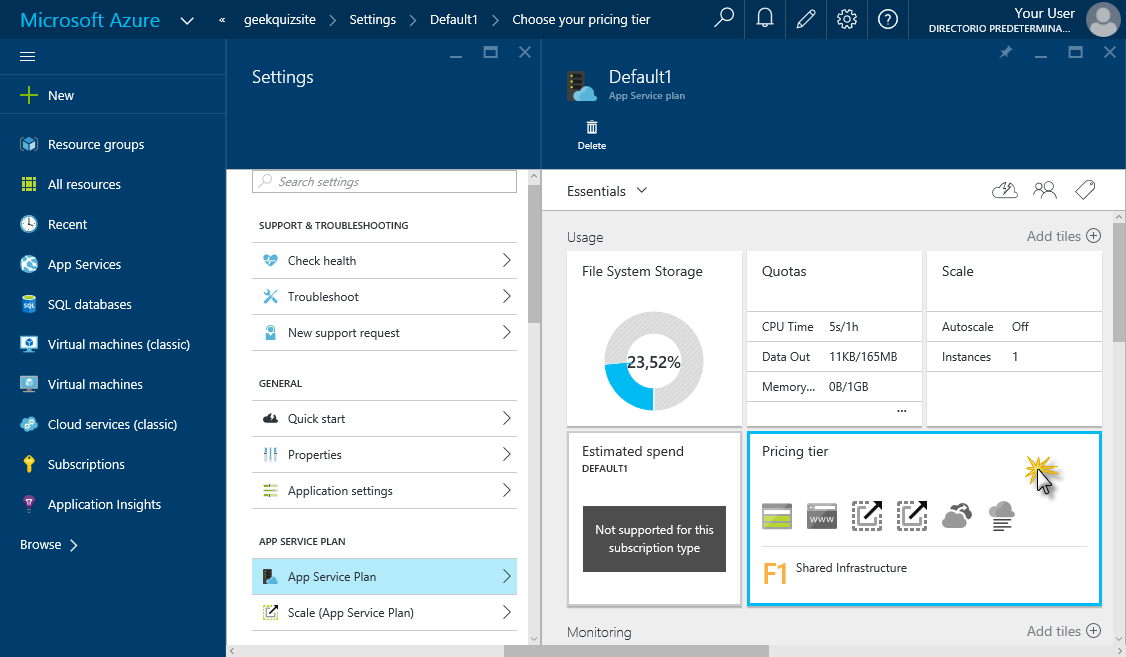 Microsoft Azure
« geekquizsite > Settings > Default1 > Choose your pricing tier
Your User
DIRECTORIO PREDETERMINA...
New
Resource groups
All resources
Recent
App Services
SQL databases
Virtual machines (classic)
Virtual machines
Cloud services (classic)
Subscriptions
Application Insights
Browse >
Settings
Search settings
SUPPORT & TROUBLESHOOTING
Check health
Troubleshoot
New support request
GENERAL
Quick start
Properties
Application settings
APP SERVICE PLAN
App Service Plan
Scale (App Service Plan)
Default1
App Service plan
Delete
Essentials
Usage
Add tiles
File System Storage
23,52%
Quotas
CPU Time 5s/1h
Data Out 11KB/165MB
Memory... 0B/1GB
...
Scale
Autoscale Off
Instances 1
Estimated spend
DEFAULT1
Not supported for this
subscription type
Pricing tier
WWW
F1 Shared Infrastructure
Monitoring
Add tiles